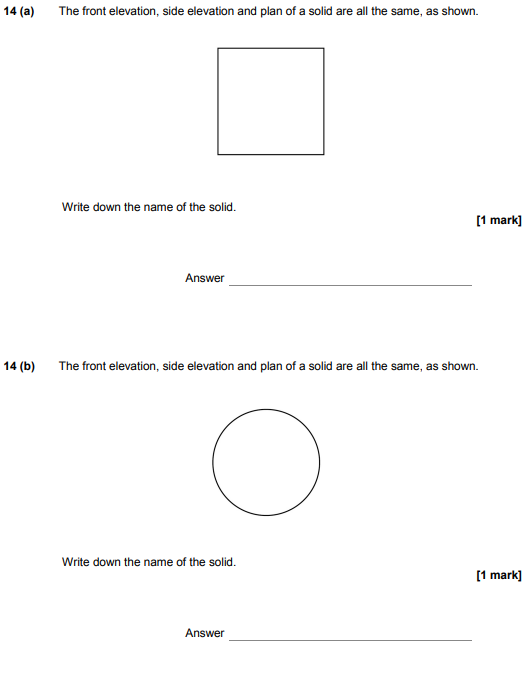 14 (a) The front elevation, side elevation and plan of a solid are all the same, as shown.
Write down the name of the solid.
[1 mark]
Answer
14 (b) The front elevation, side elevation and plan of a solid are all the same, as shown.
Write down the name of the solid.
[1 mark]
Answer